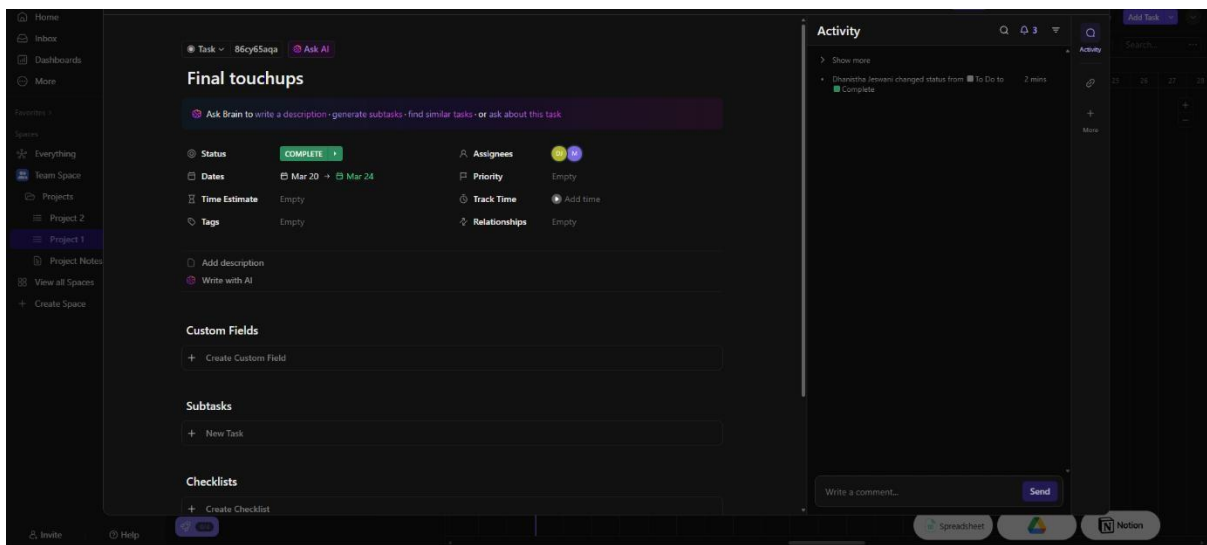 Home
Inbox
Dashboards
More
Favorites
Spaces
Everything
Team Space
Projects
Project 2
Project 1
Project Notes
View all Spaces
Create Space
Invite
Help
Task
86cy65aqa
Ask AI
Final touchups
Ask Brain to write a description · generate subtasks · find similar tasks · or ask about this task
Status
COMPLETE
Assignees
M
Dates
Mar 20 → Mar 24
Priority
Empty
Time Estimate
Empty
Track Time
Add time
Tags
Empty
Relationships
Empty
Add description
Write with AI
Custom Fields
+ Create Custom Field
Subtasks
+ New Task
Checklists
+ Create Checklist
Activity
3
Show more
Dhanistha Jeswani changed status from To Do to
Complete
2 mins
Write a comment...
Send
Activity
More
Add Task
Search...
25 26 27 28
Spreadsheet
Notion